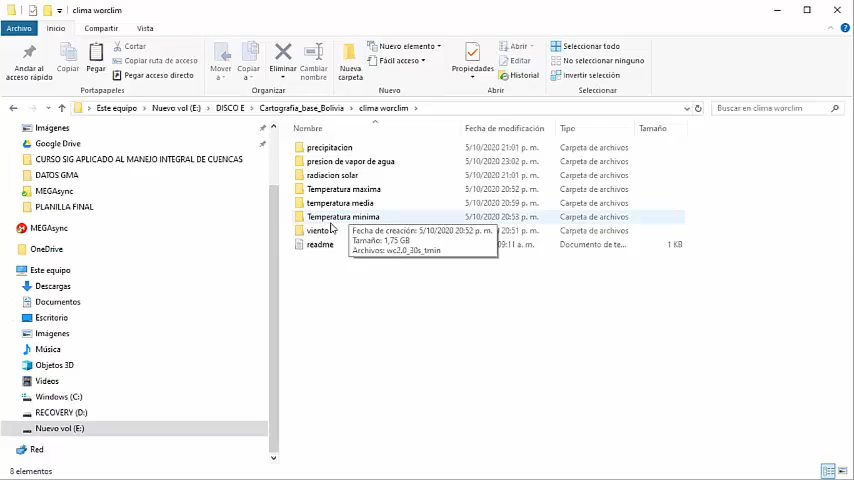 clima worclim
Archivo Inicio Compartir Vista
Anclar al acceso rápido
Copiar
Pegar
Cortar
Copiar ruta de acceso
Pegar acceso directo
Portapapeles
Mover a
Copiar a
Eliminar
Cambiar nombre
Organizar
Nueva carpeta
Nuevo elemento
Fácil acceso
Nuevo
Propiedades
Abrir
Editar
Historial
Abrir
Seleccionar todo
No seleccionar ninguno
Invertir selección
Seleccionar
Este equipo > Nuevo vol (E:) > DISCO E > Cartografía_base_Bolivia > clima worclim >
Buscar en clima worclim
Imágenes
Google Drive
CURSO SIG APLICADO AL MANEJO INTEGRAL DE CUENCAS
DATOS GMA
MEGAsync
PLANILLA FINAL
MEGAsync
OneDrive
Este equipo
Descargas
Documentos
Escritorio
Imágenes
Música
Objetos 3D
Videos
Windows (C:)
RECOVERY (D:)
Nuevo vol (E:)
Red
Nombre Fecha de modificación Tipo Tamaño
precipitacion 5/10/2020 21:01 p. m. Carpeta de archivos
presion de vapor de agua 5/10/2020 23:02 p. m. Carpeta de archivos
radiacion solar 5/10/2020 21:01 p. m. Carpeta de archivos
Temperatura maxima 5/10/2020 20:52 p. m. Carpeta de archivos
temperatura media 5/10/2020 20:59 p. m. Carpeta de archivos
Temperatura minima 5/10/2020 20:53 p. m. Carpeta de archivos
viento 20:51 p. m. Carpeta de archivos
readme 09:11 a. m. Documento de te... 1 KB
Fecha de creación: 5/10/2020 20:52 p. m.
Tamaño: 1,75 GB
Archivos: wc2.0_30s_tmin
8 elementos